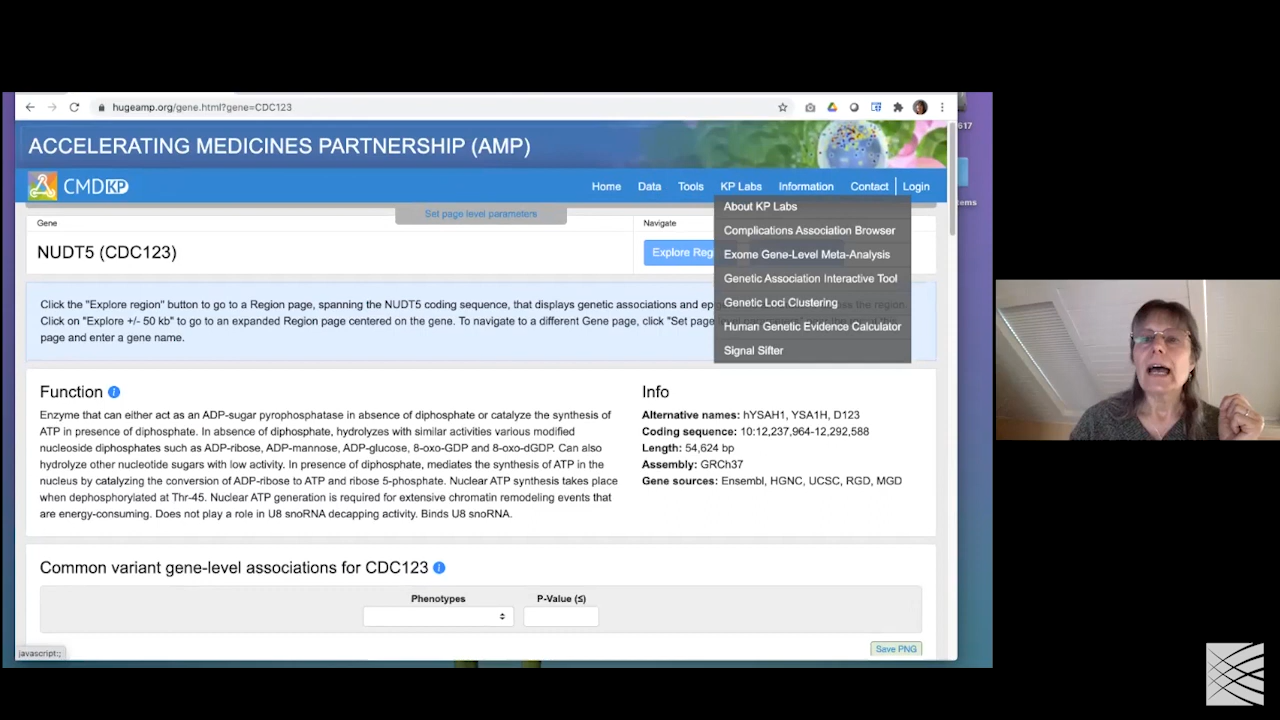 hugeamp.org/gene.html?gene=CDC123
617
ACCELERATING MEDICINES PARTNERSHIP (AMP)
CMDKP
Home Data Tools KP Labs Information Contact Login
tems
About KP Labs
Complications Association Browser
Exome Gene-Level Meta-Analysis
Genetic Association Interactive Tool
Genetic Loci Clustering
Human Genetic Evidence Calculator
Signal Sifter
Set page level parameters
Gene
Navigate
NUDT5 (CDC123)
Explore Reg
Click the "Explore region" button to go to a Region page, spanning the NUDT5 coding sequence, that displays genetic associations and the region.
Click on "Explore +/- 50 kb" to go to an expanded Region page centered on the gene. To navigate to a different Gene page, click "Set page
page and enter a gene name.
Function
Enzyme that can either act as an ADP-sugar pyrophosphatase in absence of diphosphate or catalyze the synthesis of
ATP in presence of diphosphate. In absence of diphosphate, hydrolyzes with similar activities various modified
nucleoside diphosphates such as ADP-ribose, ADP-mannose, ADP-glucose, 8-oxo-GDP and 8-oxo-dGDP. Can also
hydrolyze other nucleotide sugars with low activity. In presence of diphosphate, mediates the synthesis of ATP in the
nucleus by catalyzing the conversion of ADP-ribose to ATP and ribose 5-phosphate. Nuclear ATP synthesis takes place
when dephosphorylated at Thr-45. Nuclear ATP generation is required for extensive chromatin remodeling events that
are energy-consuming. Does not play a role in U8 snoRNA decapping activity. Binds U8 snoRNA.
Info
Alternative names: hYSAH1, YSA1H, D123
Coding sequence: 10:12,237,964-12,292,588
Length: 54,624 bp
Assembly: GRCh37
Gene sources: Ensembl, HGNC, UCSC, RGD, MGD
Common variant gene-level associations for CDC123
Phenotypes
P-Value (≤)
Save PNG
javascript:;